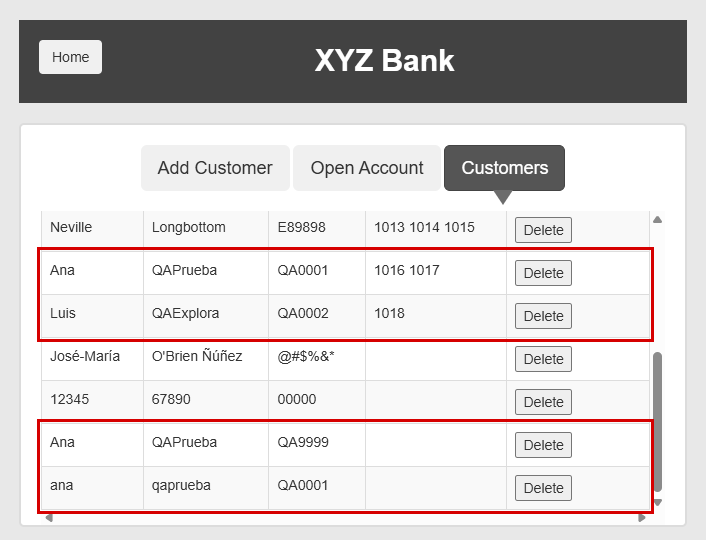 Home
XYZ Bank
Add Customer Open Account Customers
Neville Longbottom E89898 1013 1014 1015 Delete
Ana QAPrueba QA0001 1016 1017 Delete
Luis QAExplora QA0002 1018 Delete
José-María O'Brien Ñúñez @#$%&* Delete
12345 67890 00000 Delete
Ana QAPrueba QA9999 Delete
ana qaprueba QA0001 Delete